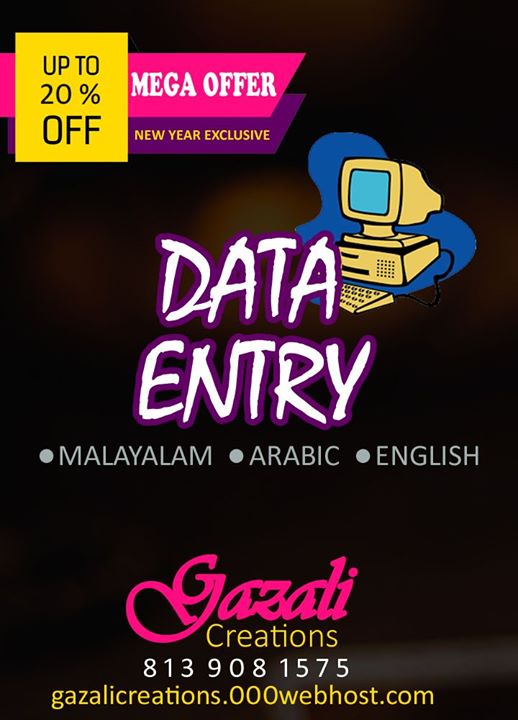 UP TO
20 %
OFF
MEGA OFFER
NEW YEAR EXCLUSIVE
DATA
ENTRY
●MALAYALAM ●ARABIC ●ENGLISH
Gazali
Creations
813 908 1575
gazalicreations.000webhost.com